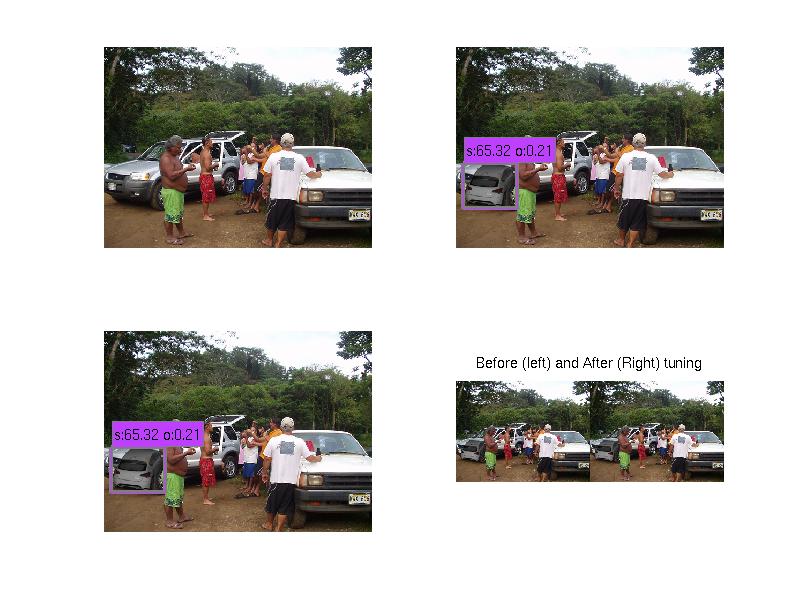 s:65.32 o:0.21
s:65.32 o:0.21
Before (left) and After (Right) tuning